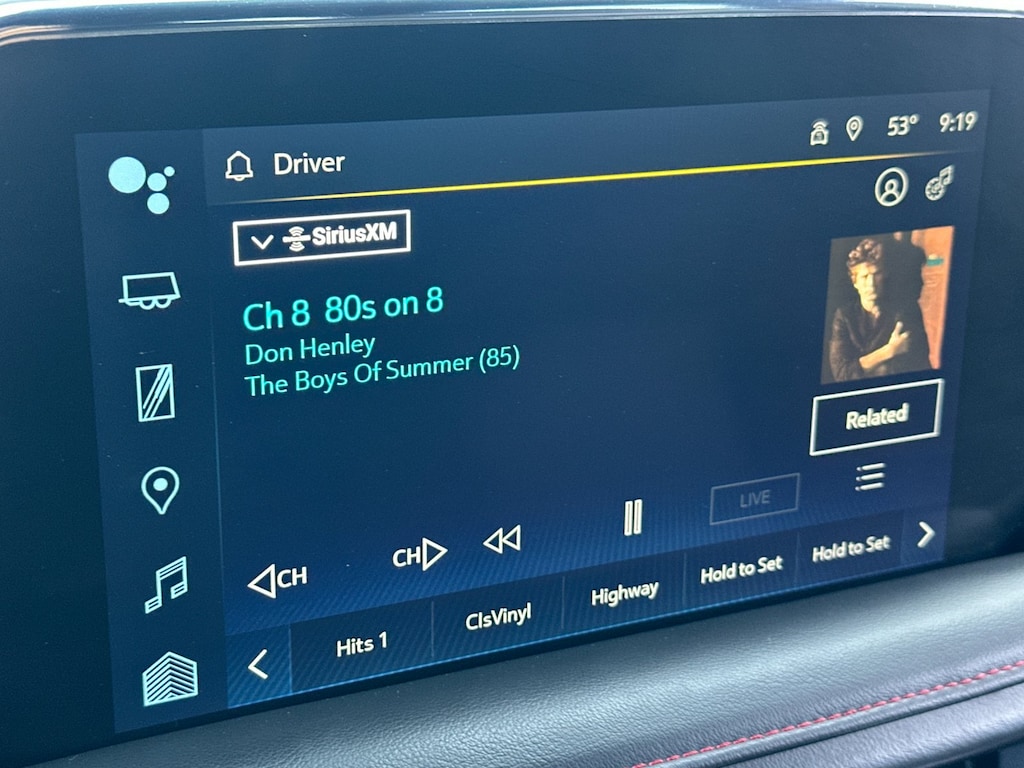 Driver
53° 9:19
SiriusXM
Ch 8 80s on 8
Don Henley
The Boys Of Summer (85)
Related
LIVE
CH
CH
Hits 1
ClsVinyl
Highway
Hold to Set
Hold to Set